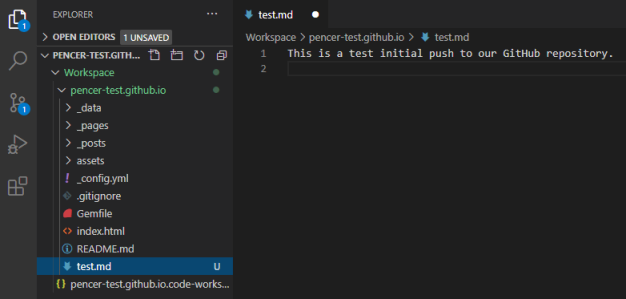 EXPLORER
OPEN EDITORS 1 UNSAVED
PENCER-TEST.GITH...
Workspace
pencer-test.github.io
_data
_pages
_posts
assets
! _config.yml
.gitignore
Gemfile
<> index.html
README.md
test.md U
{} pencer-test.github.io.code-works...
1
1
test.md
Workspace > pencer-test.github.io > test.md
1 This is a test initial push to our GitHub repository.
2